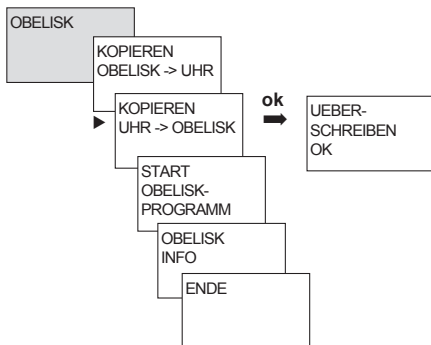 OBELISK
KOPIEREN
OBELISK -> UHR
KOPIEREN
UHR -> OBELISK
ok
UEBER-
SCHREIBEN
OK
START
OBELISK-
PROGRAMM
OBELISK
INFO
ENDE